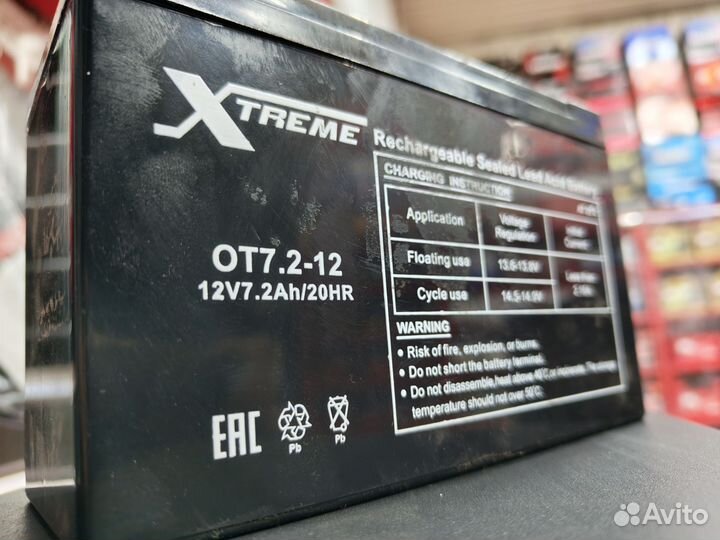 XTREME
Rechargeable Sealed Lead Acid Battery
CHARGING INSTRUCTION
Application Voltage Regulation Initial Current
Floating use 13.6-13.8V
Cycle use 14.5-14.9V
OT7.2-12
12V7.2Ah/20HR
WARNING
• Risk of fire, explosion, or burns.
• Do not short the battery terminal.
• Do not disassemble,heat above 40°C,or incinerate. The storage
temperature should not over 50°C.
EAC
Pb
Pb
Avito